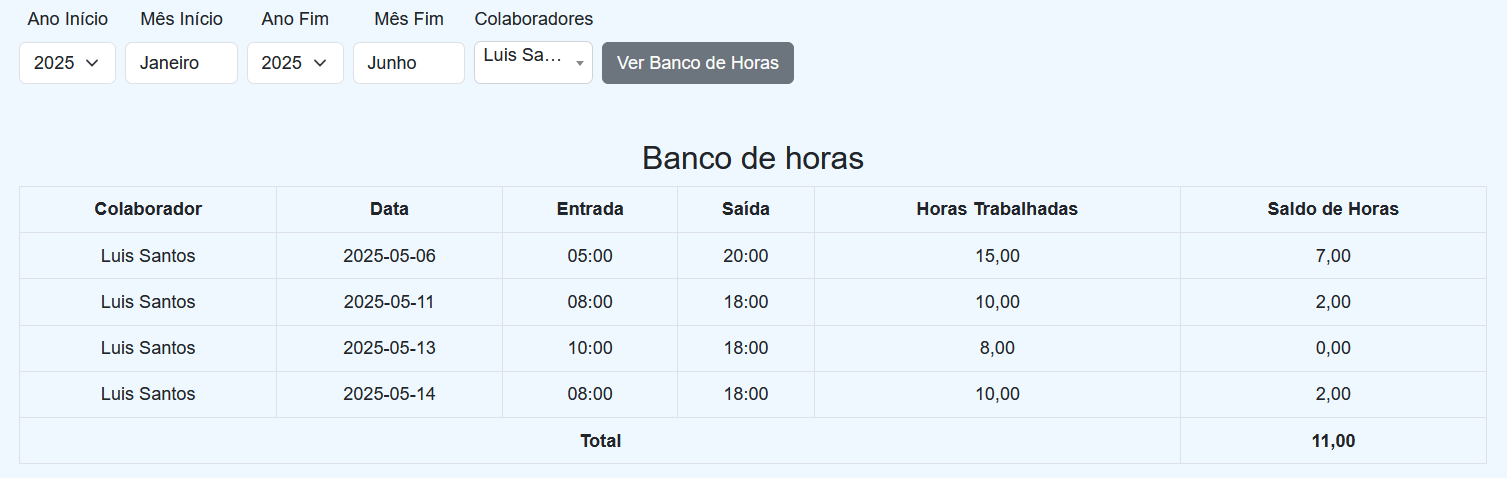 Ano Início Mês Início Ano Fim Mês Fim Colaboradores
2025 Janeiro 2025 Junho Luis Sa... Ver Banco de Horas
Banco de horas
Colaborador Data Entrada Saída Horas Trabalhadas Saldo de Horas
Luis Santos 2025-05-06 05:00 20:00 15,00 7,00
Luis Santos 2025-05-11 08:00 18:00 10,00 2,00
Luis Santos 2025-05-13 10:00 18:00 8,00 0,00
Luis Santos 2025-05-14 08:00 18:00 10,00 2,00
Total 11,00